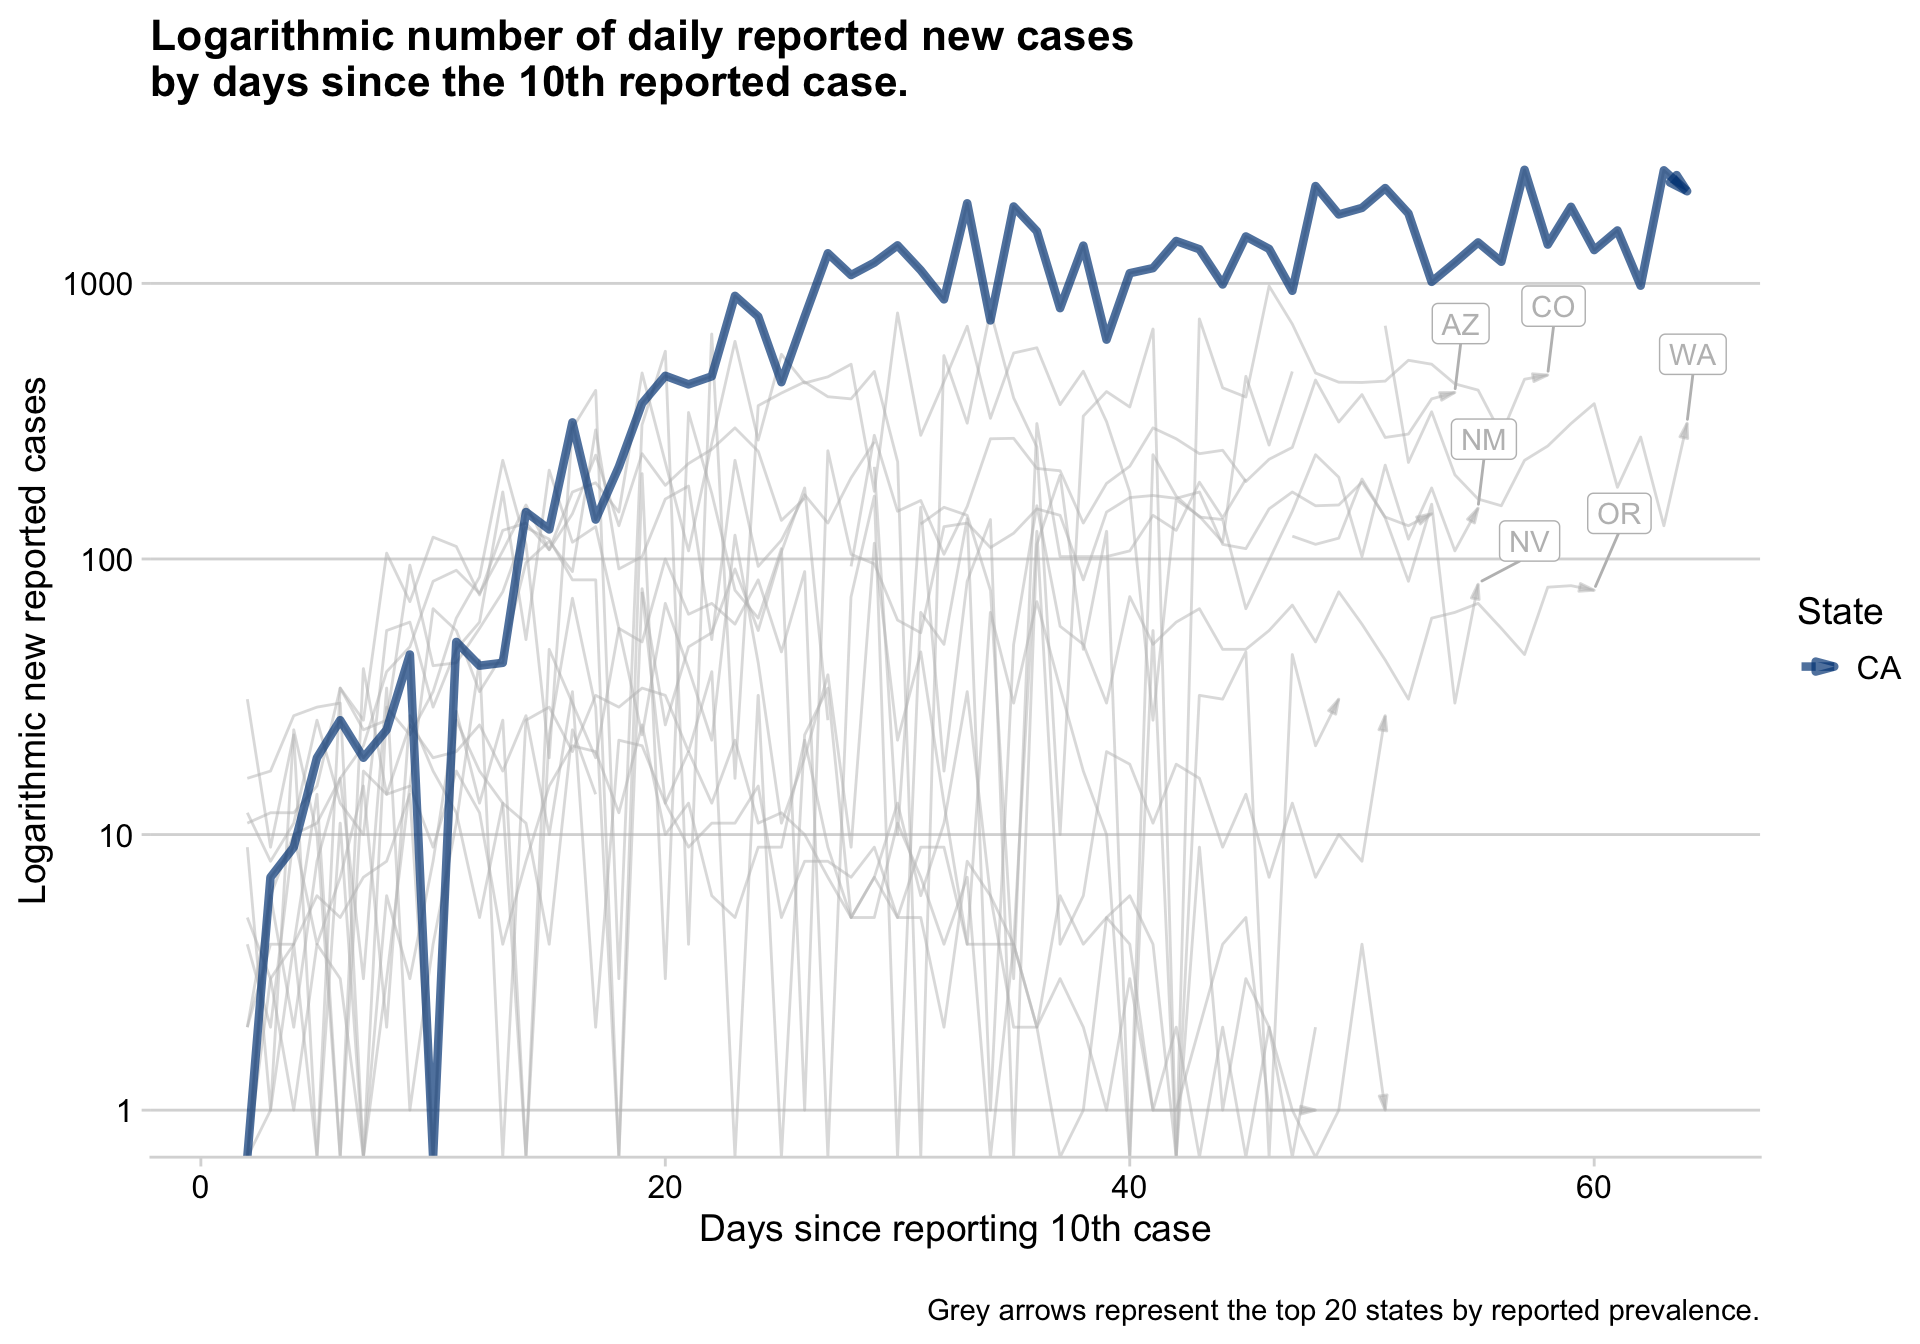 Logarithmic number of daily reported new cases
by days since the 10th reported case.
Logarithmic new reported cases
1000
100
10
1
AZ
CO
WA
NM
OR
NV
State
CA
0
20
40
60
Days since reporting 10th case
Grey arrows represent the top 20 states by reported prevalence.